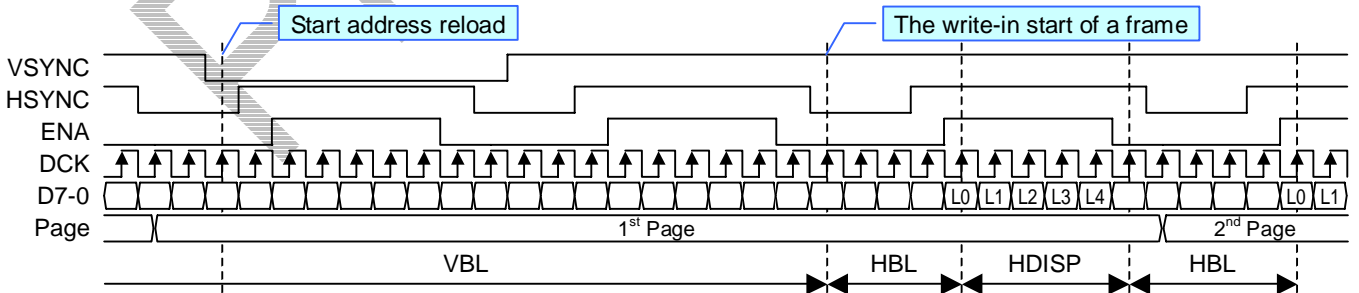 Start address reload
The write-in start of a frame
VSYNC
HSYNC
ENA
DCK
D7-0
L0 L1 L2 L3 L4 L0 L1
Page
1st Page
2nd Page
VBL
HBL
HDISP
HBL